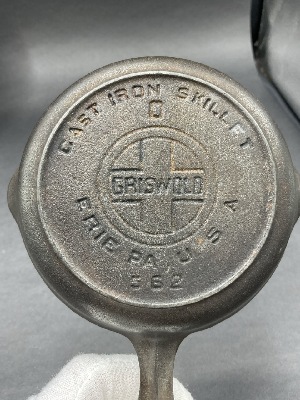 CAST IRON SKILLET
0
GRISWOLD
ERIE PA., U.S.A.
562